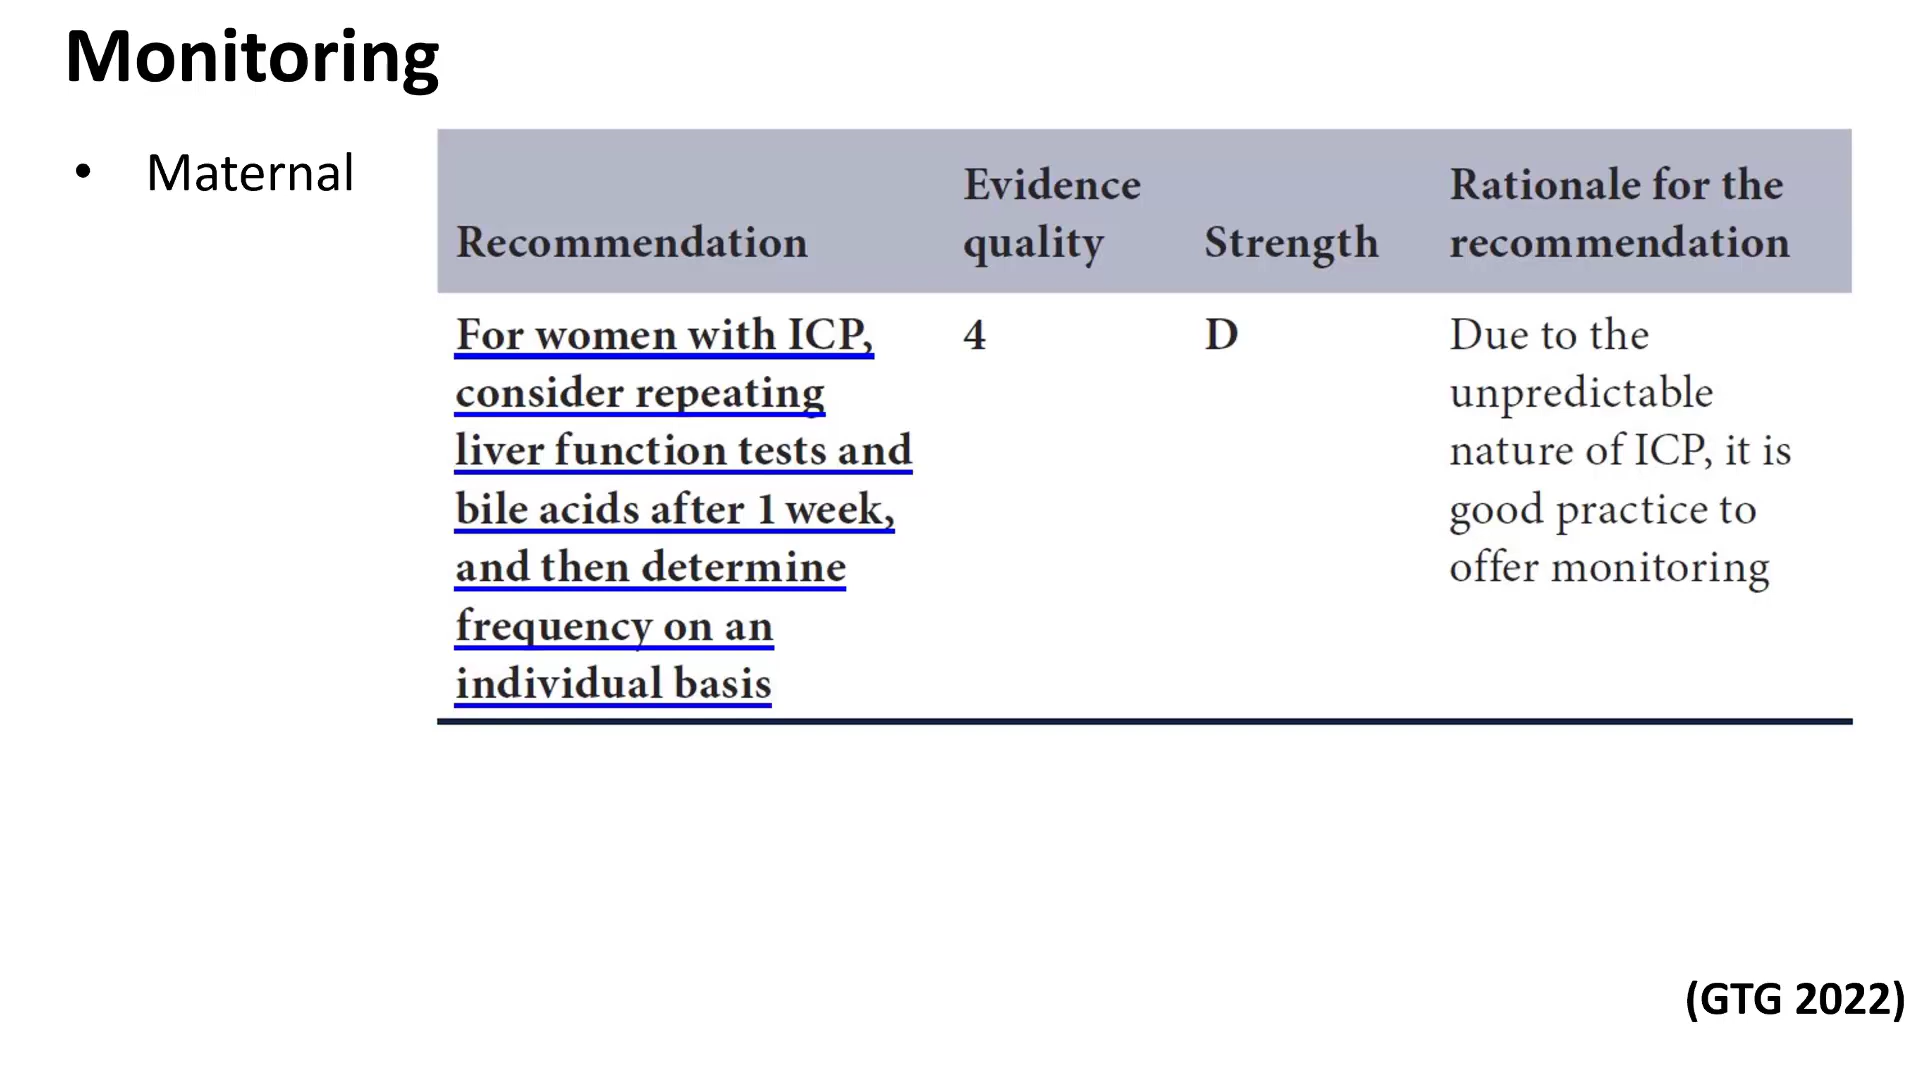 Monitoring
• Maternal
Evidence
quality
Rationale for the
recommendation
Recommendation
Strength
For women with ICP,
consider repeating
liver function tests and
bile acids after 1 week,
and then determine
frequency on an
individual basis
4
D
Due to the
unpredictable
nature of ICP, it is
good practice to
offer monitoring
(GTG 2022)